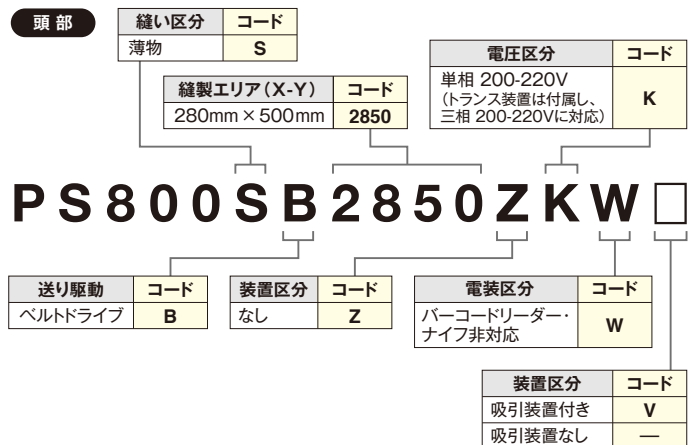 頭部
縫い区分 コード
薄物 S
縫製エリア(X-Y) コード
280mm×500mm 2850
電圧区分 コード
単相 200-220V
(トランス装置は付属し、
三相 200-220Vに対応) K
PS800SB2850ZKW□
送り駆動 コード
ベルトドライブ B
装置区分 コード
なし Z
電装区分 コード
バーコードリーダー・
ナイフ非対応 W
装置区分 コード
吸引装置付き V
吸引装置なし —